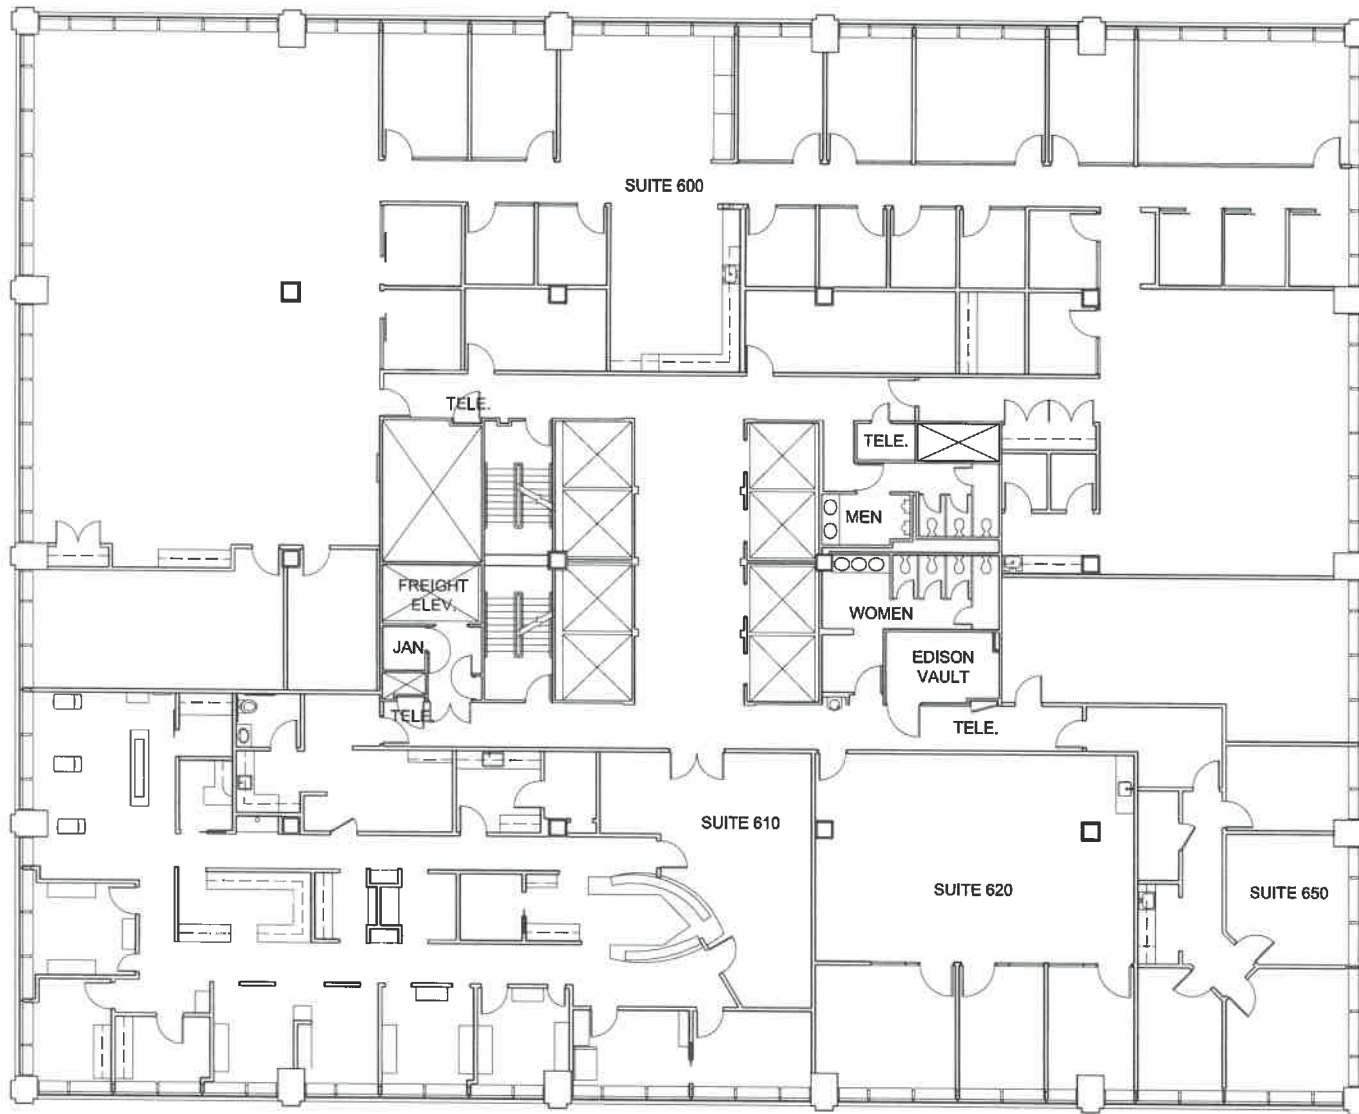 SUITE 600
TELE.
TELE.
MEN
FREIGHT
ELEV.
WOMEN
JAN
EDISON
VAULT
TELE
TELE.
SUITE 610
SUITE 620
SUITE 650